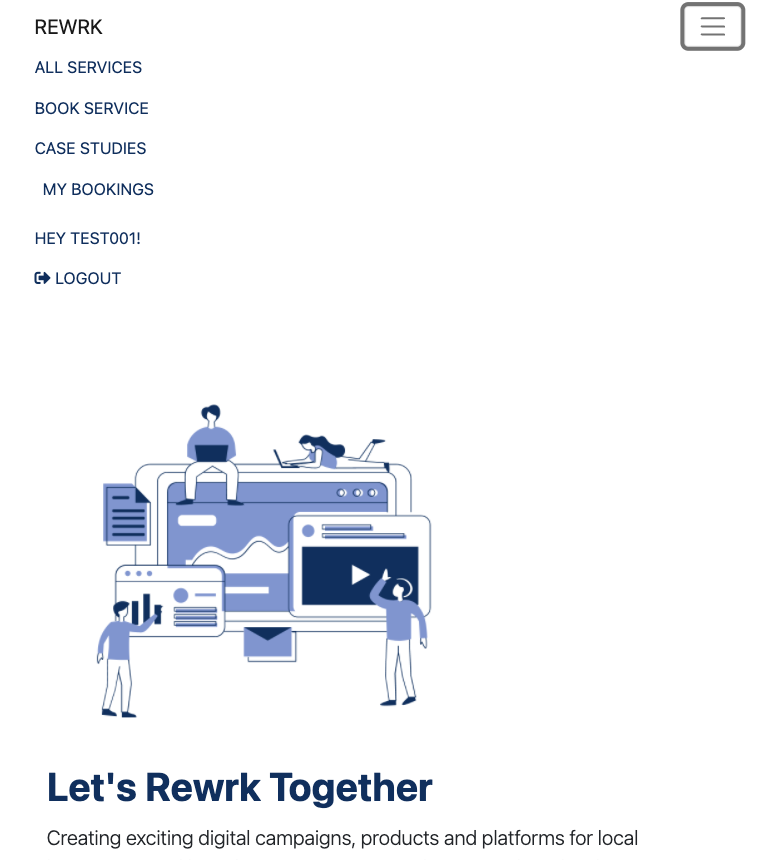 REWRK
ALL SERVICES
BOOK SERVICE
CASE STUDIES
MY BOOKINGS
HEY TEST001!
LOGOUT
Let's Rewrk Together
Creating exciting digital campaigns, products and platforms for local